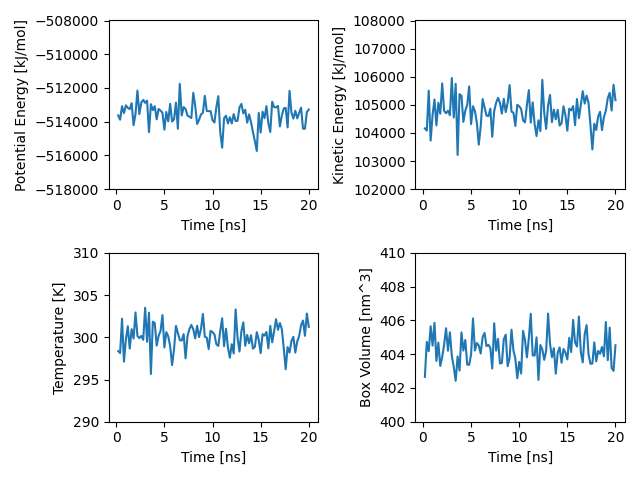 Potential Energy [kJ/mol]
−508000
−510000
−512000
−514000
−516000
−518000
0 5 10 15 20
Time [ns]
Kinetic Energy [kJ/mol]
108000
107000
106000
105000
104000
103000
102000
0 5 10 15 20
Time [ns]
Temperature [K]
310
305
300
295
290
0 5 10 15 20
Time [ns]
Box Volume [nm^3]
410
408
406
404
402
400
0 5 10 15 20
Time [ns]